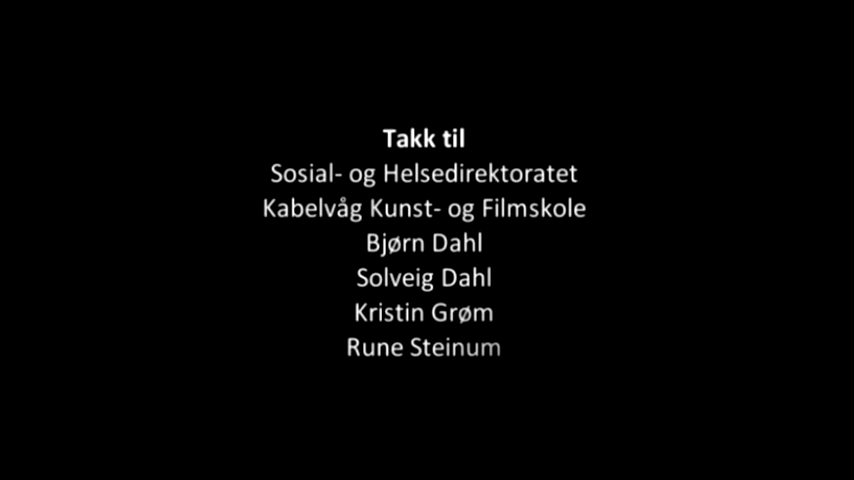 Takk til
Sosial- og Helsedirektoratet
Kabelvåg Kunst- og Filmskole
Bjørn Dahl
Solveig Dahl
Kristin Grøm
Rune Steinum